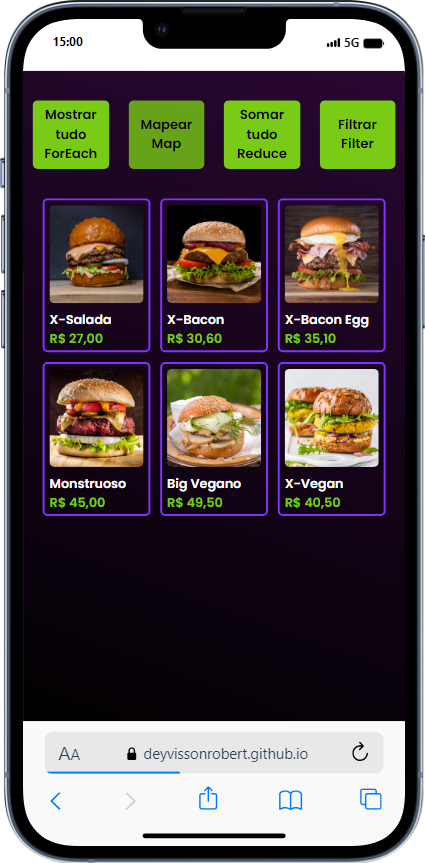 15:00
5G
Mostrar
tudo
ForEach
Mapear
Map
Somar
tudo
Reduce
Filtrar
Filter
X-Salada
R$ 27,00
X-Bacon
R$ 30,60
X-Bacon Egg
R$ 35,10
Monstruoso
R$ 45,00
Big Vegano
R$ 49,50
X-Vegan
R$ 40,50
AA
deyvissonrobert.github.io